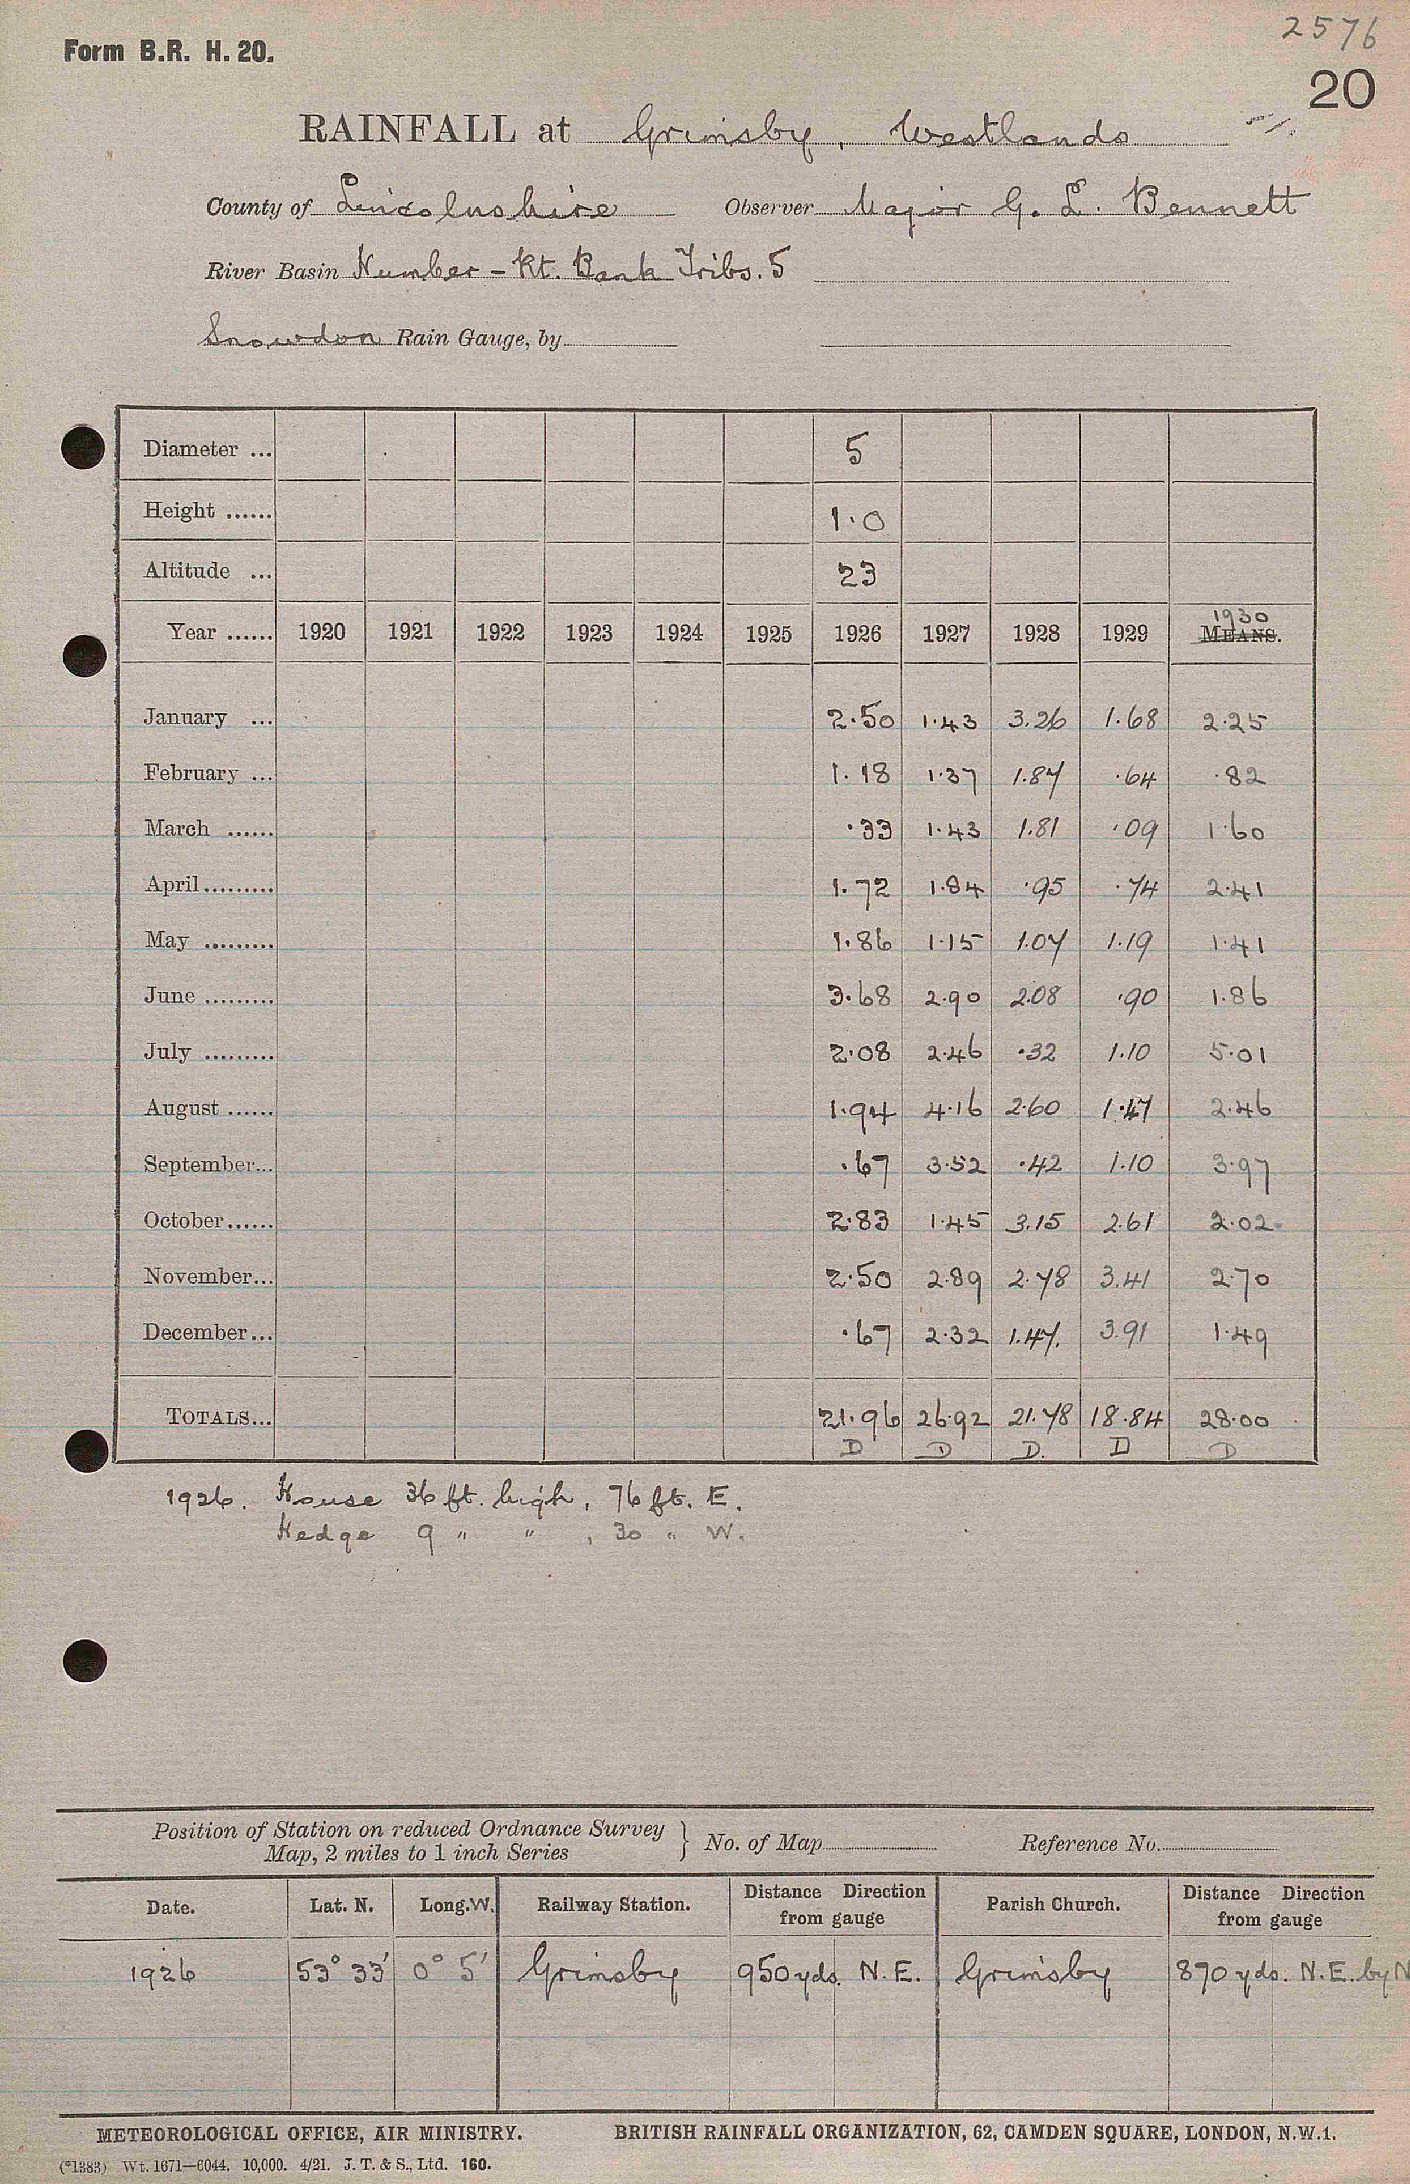 2576
Form B.R. H. 20.
20
RAINFALL at Grimsby, Westlands
County of Lincolnshire Observer Major G. L. Bennett
River Basin Humber – Rt. Bank Tribs. 5
Snowdon Rain Gauge, by
Diameter ... 5
Height ...... 1.0
Altitude ... 23
1930
Year ...... 1920 1921 1922 1923 1924 1925 1926 1927 1928 1929 MEANS.
January ... 2.50 1.43 3.26 1.68 2.25
February ... 1.18 1.37 1.87 .64 .82
March ...... .33 1.43 1.81 .09 1.60
April ......... 1.72 1.84 .95 .74 2.41
May ......... 1.86 1.15 1.07 1.19 1.41
June ......... 3.68 2.90 2.08 .90 1.86
July ......... 2.08 2.46 .32 1.10 5.01
August ...... 1.94 4.16 2.60 1.47 2.46
September... .67 3.52 .42 1.10 3.97
October...... 2.83 1.45 3.15 2.61 2.02
November... 2.50 2.89 2.78 3.41 2.70
December... .67 2.32 1.47. 3.91 1.49
TOTALS... 21.96 26.92 21.78 18.84 28.00
D D D. D D
1926. House 36 ft. high, 76 ft. E.
Hedge 9 " " , 30 " W.
Position of Station on reduced Ordnance Survey
Map, 2 miles to 1 inch Series } No. of Map Reference No.
Date. Lat. N. Long. W. Railway Station. Distance Direction from gauge Parish Church. Distance Direction from gauge
1926 53° 33' 0° 5' Grimsby 950 yds. N.E. Grimsby 890 yds. N.E. by N
METEOROLOGICAL OFFICE, AIR MINISTRY. BRITISH RAINFALL ORGANIZATION, 62, CAMDEN SQUARE, LONDON, N.W.1.
(*1383) Wt. 1671—6044. 10,000. 4/21. J. T. & S., Ltd. 160.